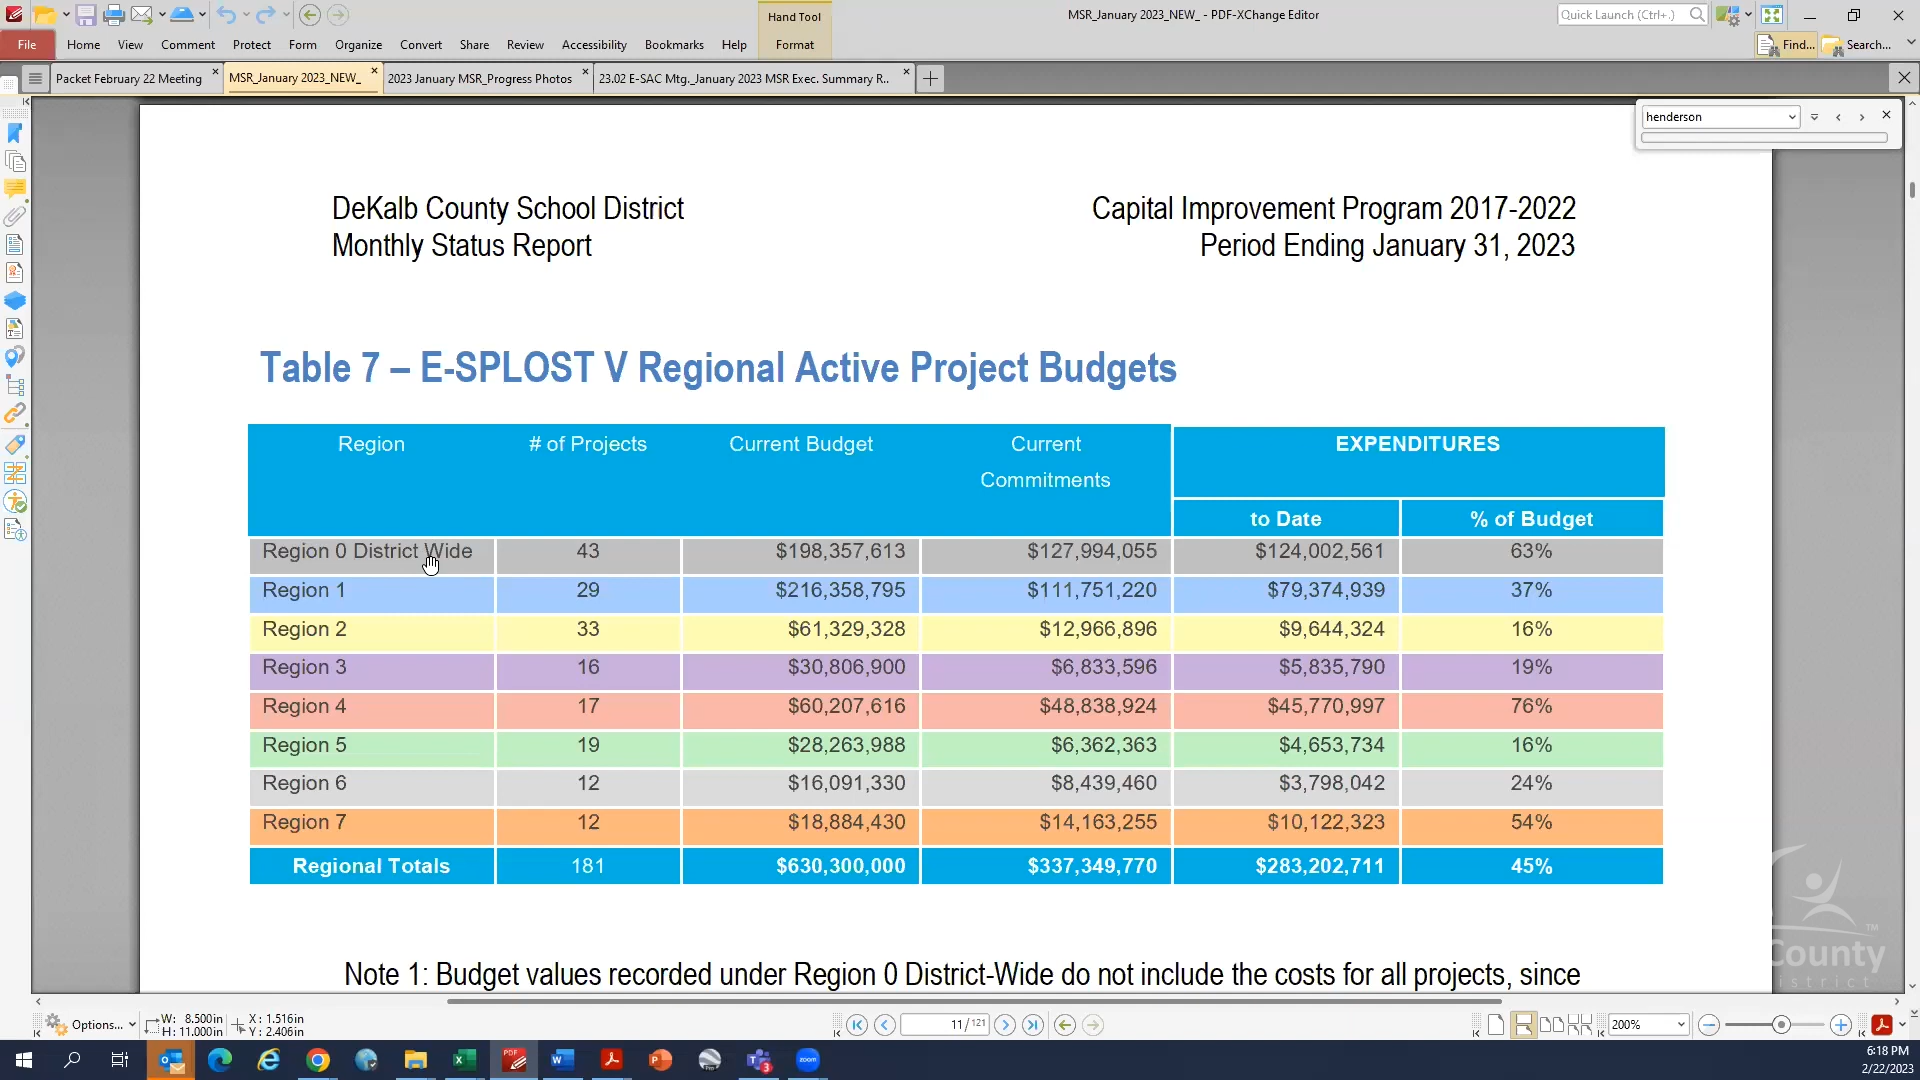 Hand Tool
MSR_January 2023_NEW_ - PDF-XChange Editor
Quick Launch (Ctrl+.)
File Home View Comment Protect Form Organize Convert Share Review Accessibility Bookmarks Help Format
Find... Search...
Packet February 22 Meeting
MSR_January 2023_NEW_
2023 January MSR_Progress Photos
23.02 E-SAC Mtg._January 2023 MSR Exec. Summary R..
henderson
DeKalb County School District Capital Improvement Program 2017-2022
Monthly Status Report Period Ending January 31, 2023
Table 7 – E-SPLOST V Regional Active Project Budgets
Region # of Projects Current Budget Current Commitments EXPENDITURES
to Date % of Budget
Region 0 District Wide 43 $198,357,613 $127,994,055 $124,002,561 63%
Region 1 29 $216,358,795 $111,751,220 $79,374,939 37%
Region 2 33 $61,329,328 $12,966,896 $9,644,324 16%
Region 3 16 $30,806,900 $6,833,596 $5,835,790 19%
Region 4 17 $60,207,616 $48,838,924 $45,770,997 76%
Region 5 19 $28,263,988 $6,362,363 $4,653,734 16%
Region 6 12 $16,091,330 $8,439,460 $3,798,042 24%
Region 7 12 $18,884,430 $14,163,255 $10,122,323 54%
Regional Totals 181 $630,300,000 $337,349,770 $283,202,711 45%
Note 1: Budget values recorded under Region 0 District-Wide do not include the costs for all projects, since
County
District
TM
Options...
W: 8.500in
H: 11.000in
X: 1.516in
Y: 2.406in
11/121
200%
6:18 PM
2/22/2023